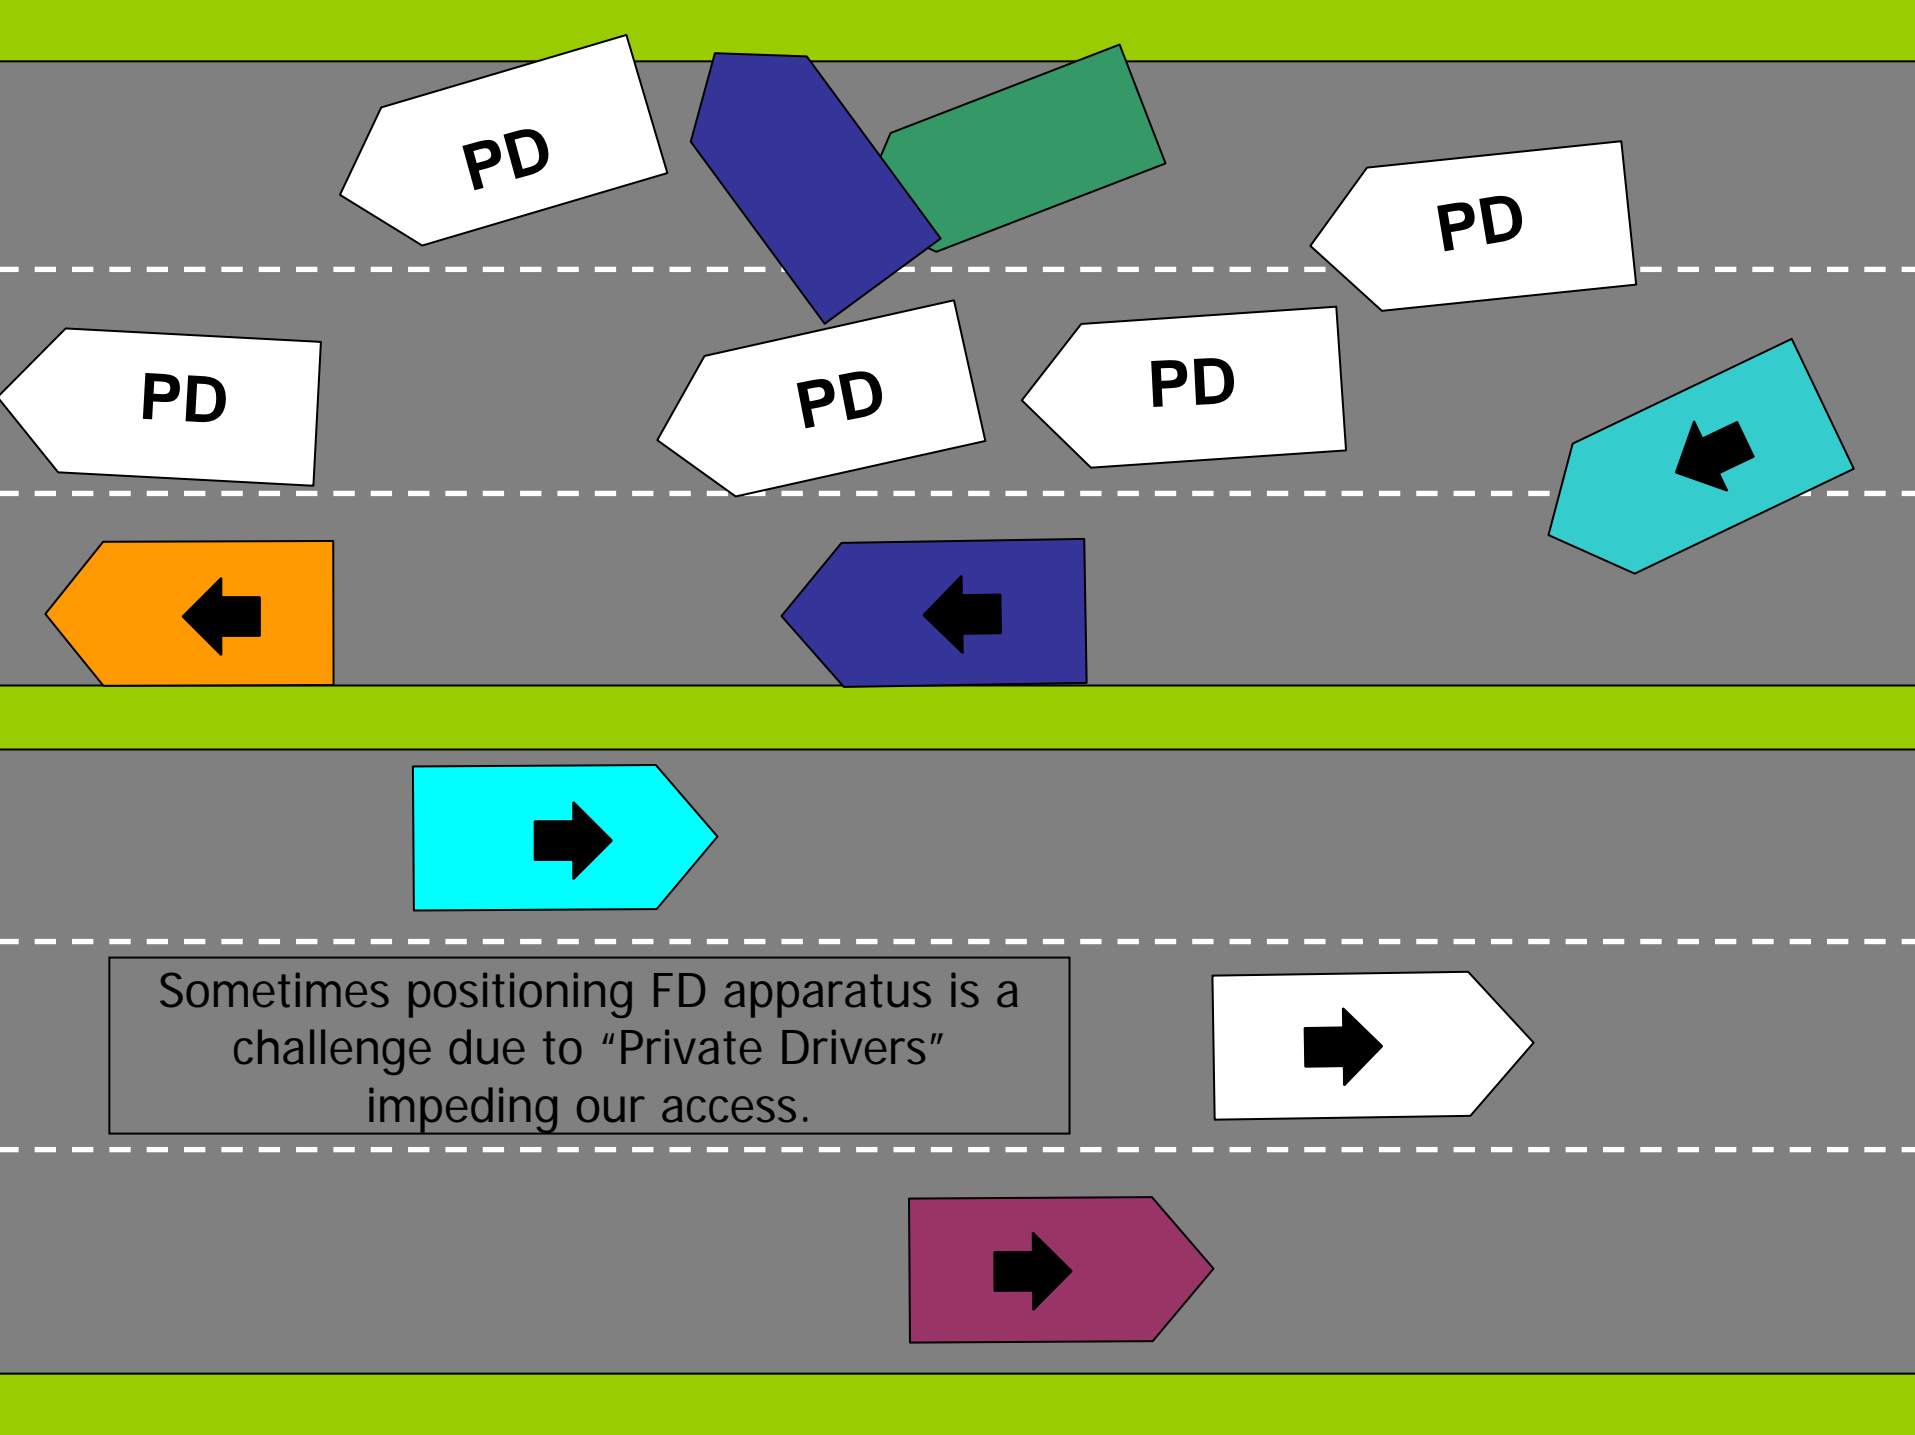 PD
PD
PD
PD
PD
Sometimes positioning FD apparatus is a
challenge due to “Private Drivers”
impeding our access.